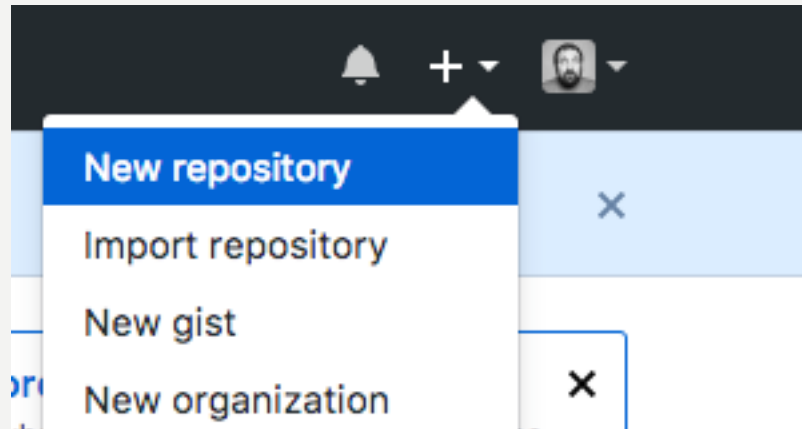 New repository
Import repository
New gist
New organization